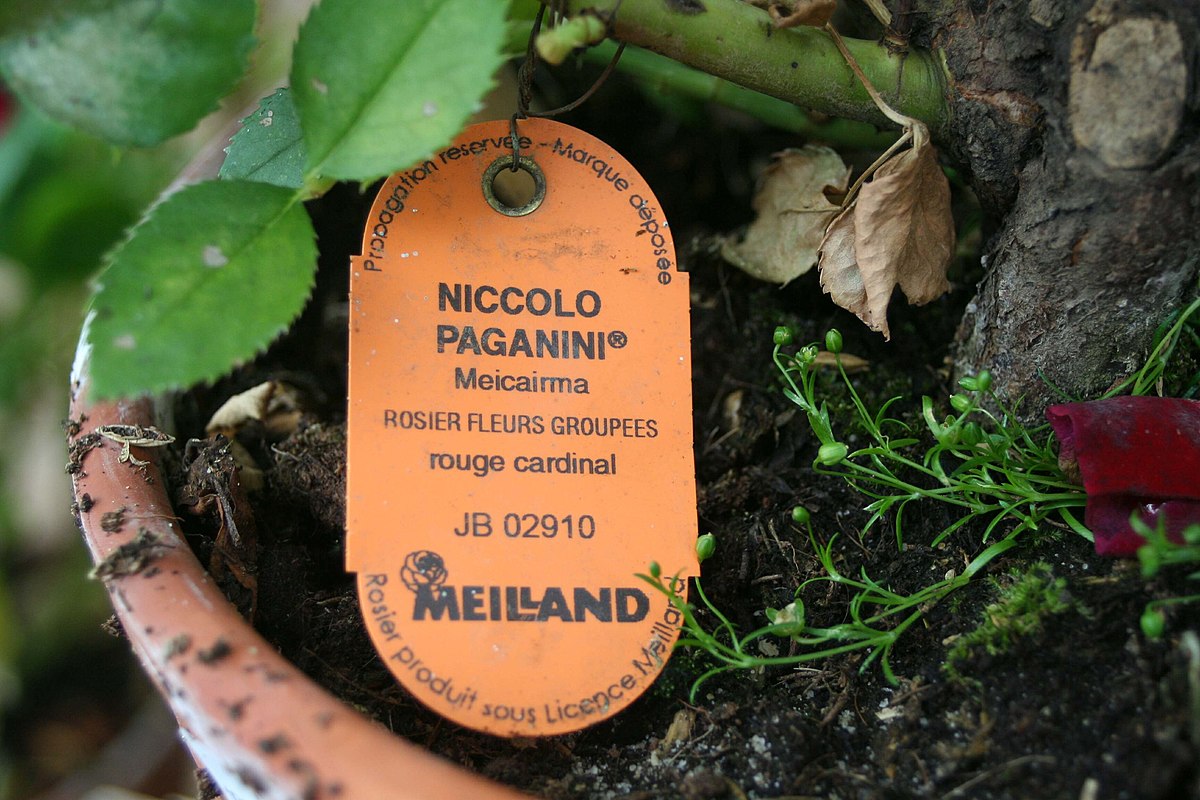 Propagation reservée - Marque déposée
NICCOLO
PAGANINI®
Meicairma
ROSIER FLEURS GROUPEES
rouge cardinal
JB 02910
MEILLAND
Rosier produit sous Licence Meilland